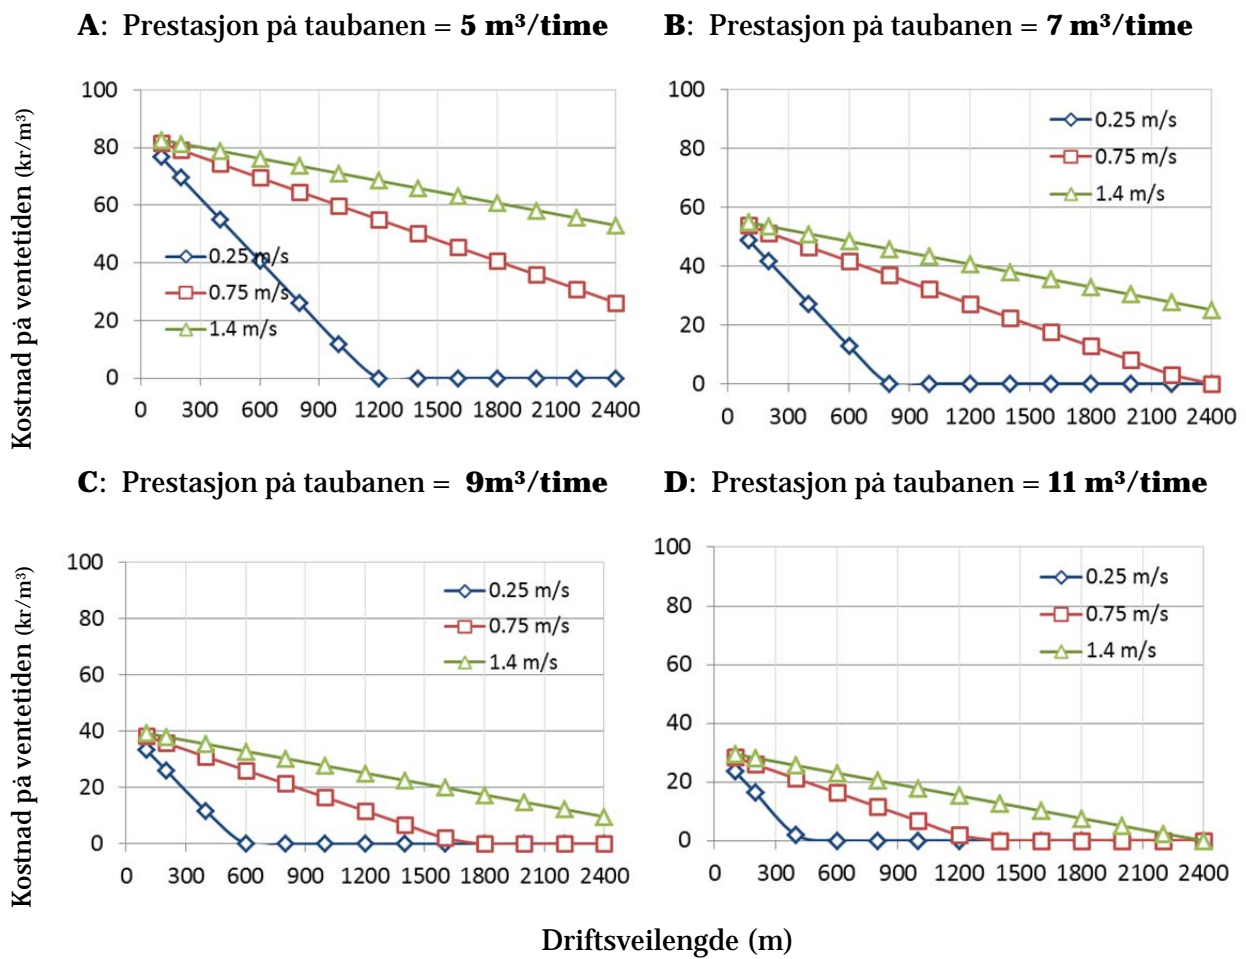 A: Prestasjon på taubanen = 5 m³/time
B: Prestasjon på taubanen = 7 m³/time
Kostnad på ventetiden (kr/m³)
100
80
60
40
20
0
0 300 600 900 1200 1500 1800 2100 2400
0.25 m/s
0.75 m/s
1.4 m/s
100
80
60
40
20
0
0 300 600 900 1200 1500 1800 2100 2400
0.25 m/s
0.75 m/s
1.4 m/s
C: Prestasjon på taubanen = 9m³/time
D: Prestasjon på taubanen = 11 m³/time
Kostnad på ventetiden (kr/m³)
100
80
60
40
20
0
0 300 600 900 1200 1500 1800 2100 2400
0.25 m/s
0.75 m/s
1.4 m/s
100
80
60
40
20
0
0 300 600 900 1200 1500 1800 2100 2400
0.25 m/s
0.75 m/s
1.4 m/s
Driftsveilengde (m)